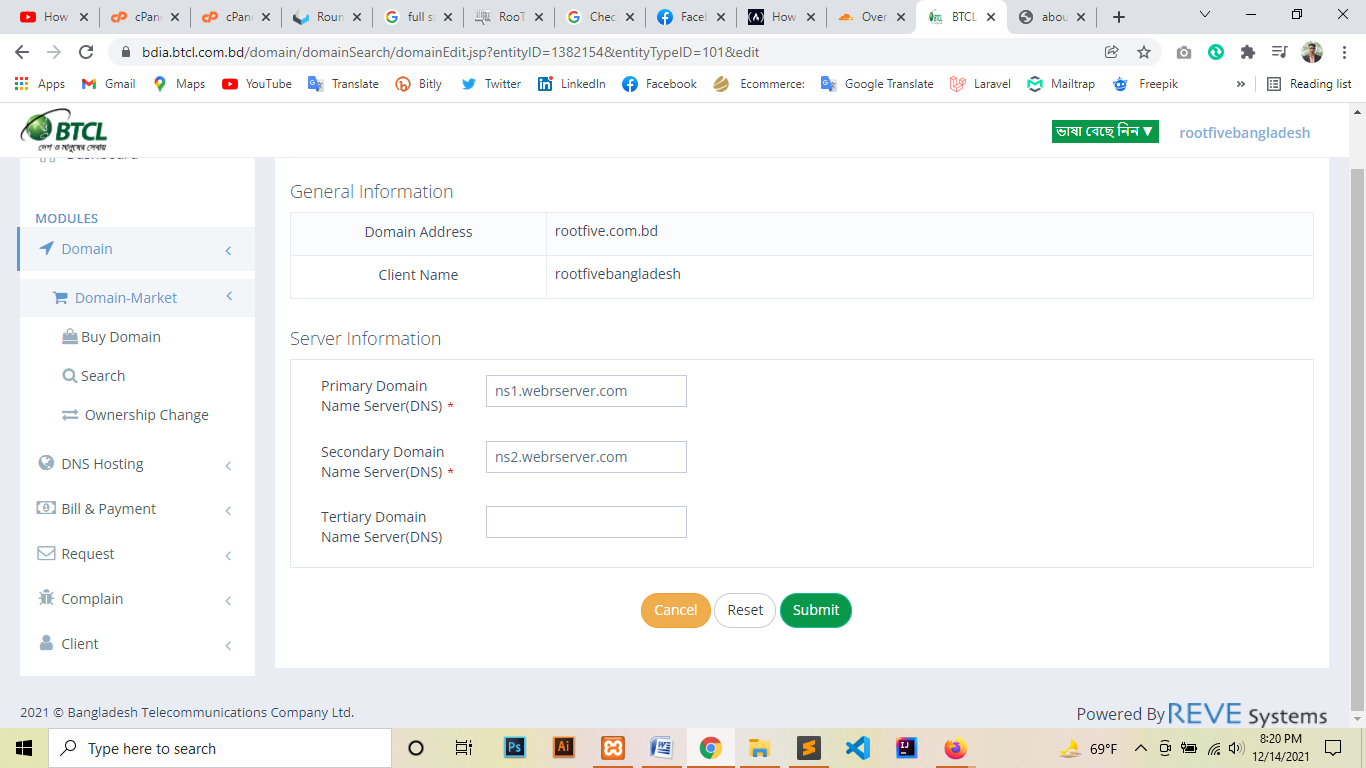 How
cPan
cPan
Roun
full s
RooT
Chec
Faceb
How
Over
BTCL
abou
bdia.btcl.com.bd/domain/domainSearch/domainEdit.jsp?entityID=1382154&entityTypeID=101&edit
Apps
Gmail
Maps
YouTube
Translate
Bitly
Twitter
LinkedIn
Facebook
Ecommerce:
Google Translate
Laravel
Mailtrap
Freepik
»
Reading list
BTCL
দেশ ও মানুষের সেবায়
ভাষা বেছে নিন ▼
rootfivebangladesh
Dashboard
MODULES
Domain
Domain-Market
Buy Domain
Search
Ownership Change
DNS Hosting
Bill & Payment
Request
Complain
Client
General Information
Domain Address rootfive.com.bd
Client Name rootfivebangladesh
Server Information
Primary Domain
Name Server(DNS) *
ns1.webrserver.com
Secondary Domain
Name Server(DNS) *
ns2.webrserver.com
Tertiary Domain
Name Server(DNS)
Cancel
Reset
Submit
2021 © Bangladesh Telecommunications Company Ltd.
Powered By REVE Systems
Type here to search
Ps
Ai
W
S
IJ
69°F
8:20 PM
12/14/2021